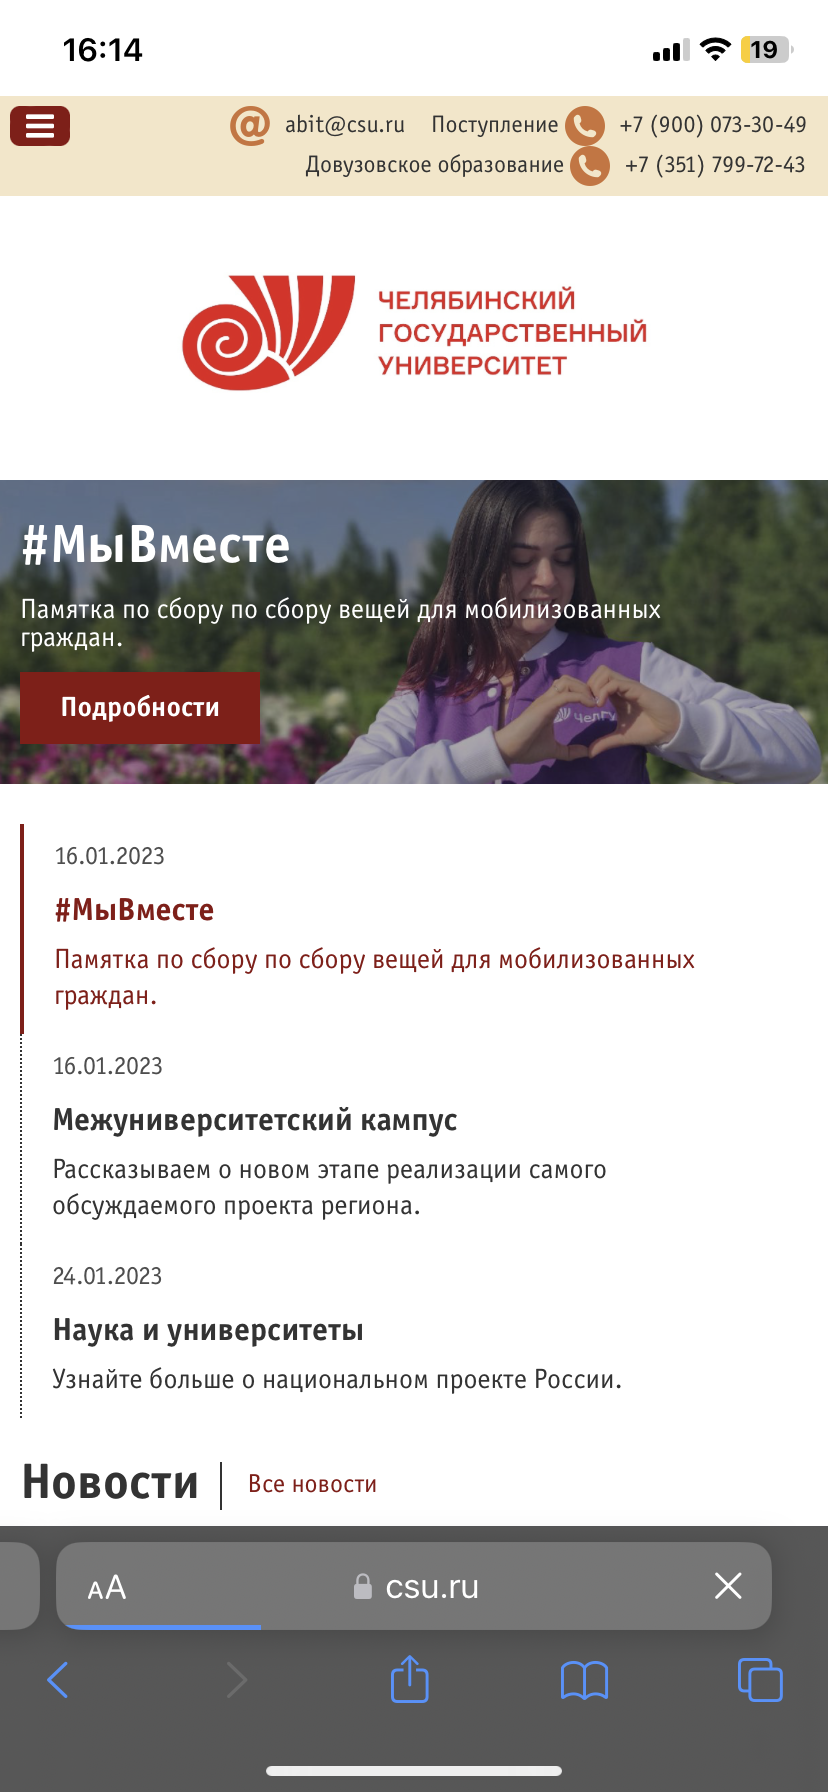 16:14
19
abit@csu.ru Поступление +7 (900) 073-30-49
Довузовское образование +7 (351) 799-72-43
ЧЕЛЯБИНСКИЙ
ГОСУДАРСТВЕННЫЙ
УНИВЕРСИТЕТ
#МыВместе
Памятка по сбору по сбору вещей для мобилизованных
граждан.
Подробности
ЧелГУ
16.01.2023
#МыВместе
Памятка по сбору по сбору вещей для мобилизованных
граждан.
16.01.2023
Межуниверситетский кампус
Рассказываем о новом этапе реализации самого
обсуждаемого проекта региона.
24.01.2023
Наука и университеты
Узнайте больше о национальном проекте России.
Новости Все новости
AA csu.ru